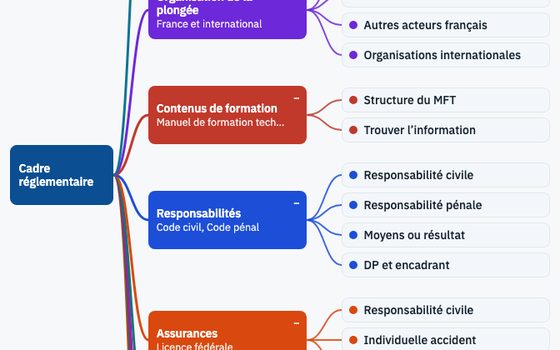 plongée
France et international
Autres acteurs français
Organisations internationales
Contenus de formation
Manuel de formation tech...
Structure du MFT
Trouver l'information
Cadre
réglementaire
Responsabilités
Code civil, Code pénal
Responsabilité civile
Responsabilité pénale
Moyens ou résultat
DP et encadrant
Assurances
Licence fédérale
Responsabilité civile
Individuelle accident